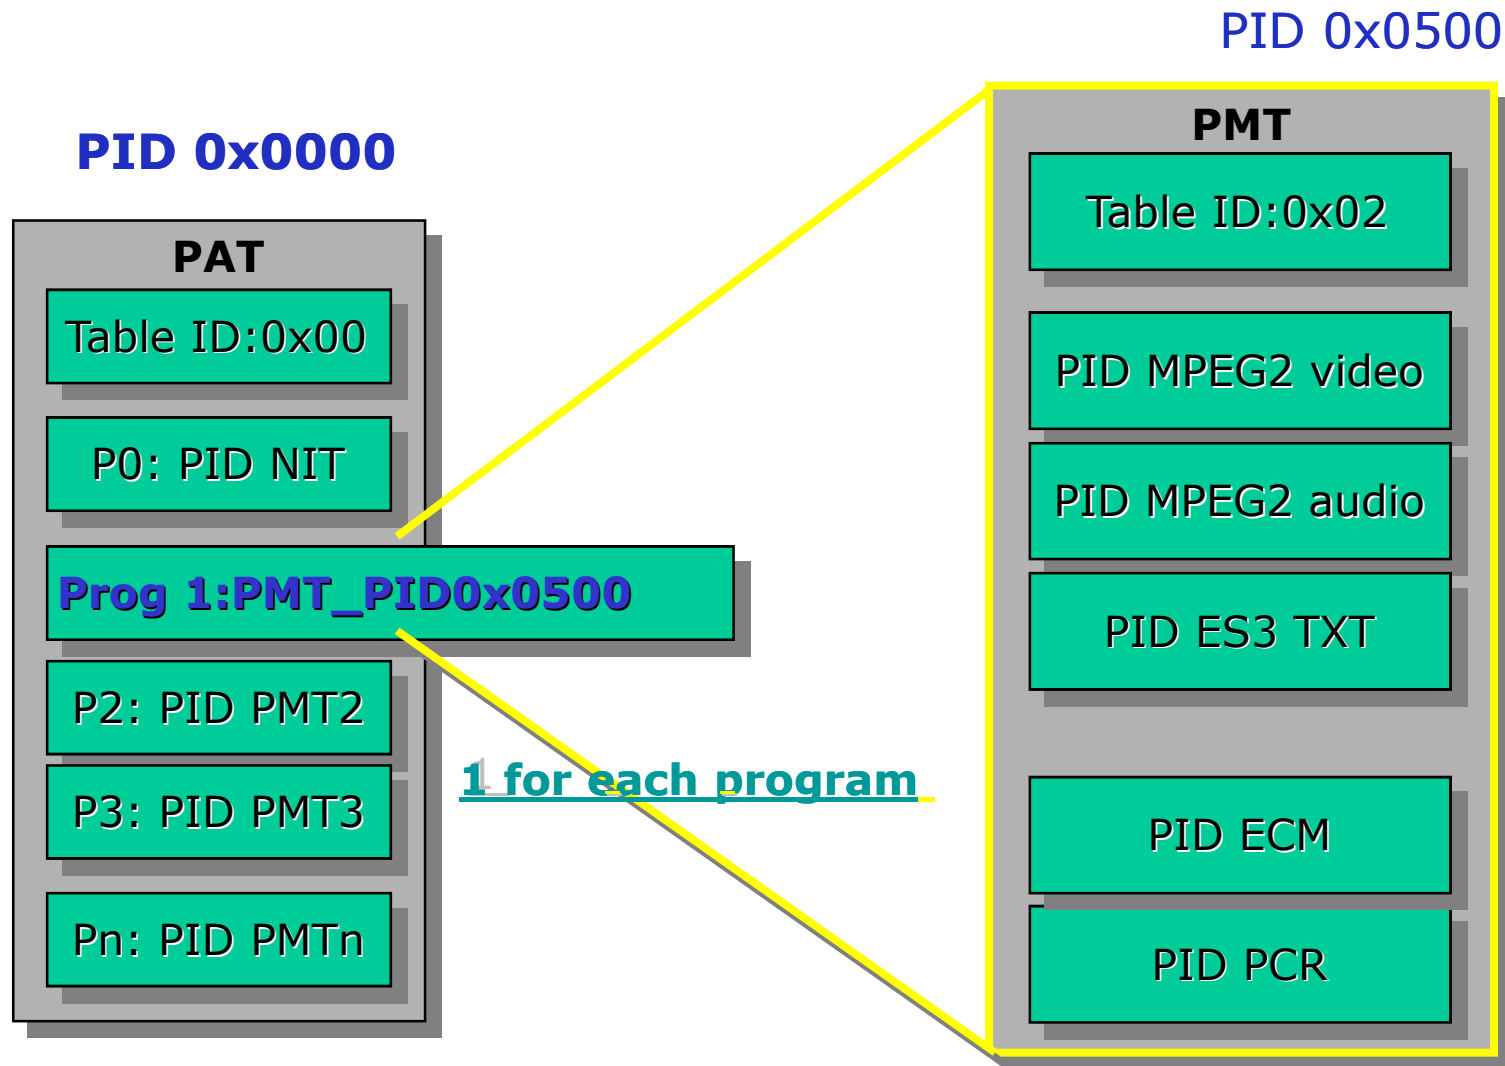 PID 0x0500
PID 0x0000
PAT
Table ID:0x00
P0: PID NIT
Prog 1:PMT_PID0x0500
P2: PID PMT2
P3: PID PMT3
Pn: PID PMTn
1 for each program
PMT
Table ID:0x02
PID MPEG2 video
PID MPEG2 audio
PID ES3 TXT
PID ECM
PID PCR